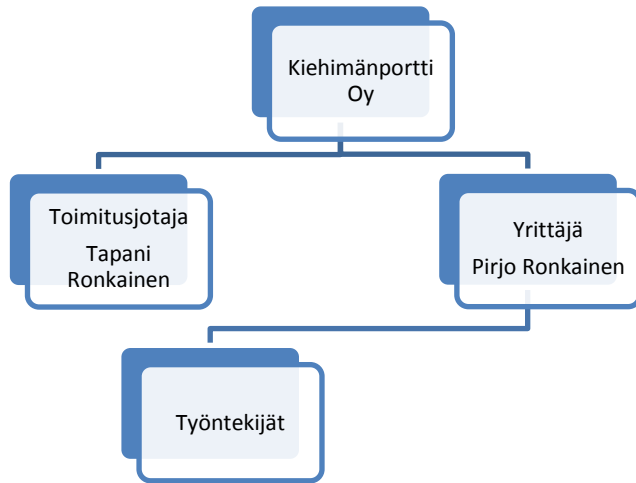 Kiehimänportti
Oy
Toimitusjotaja
Tapani
Ronkainen
Yrittäjä
Pirjo Ronkainen
Työntekijät